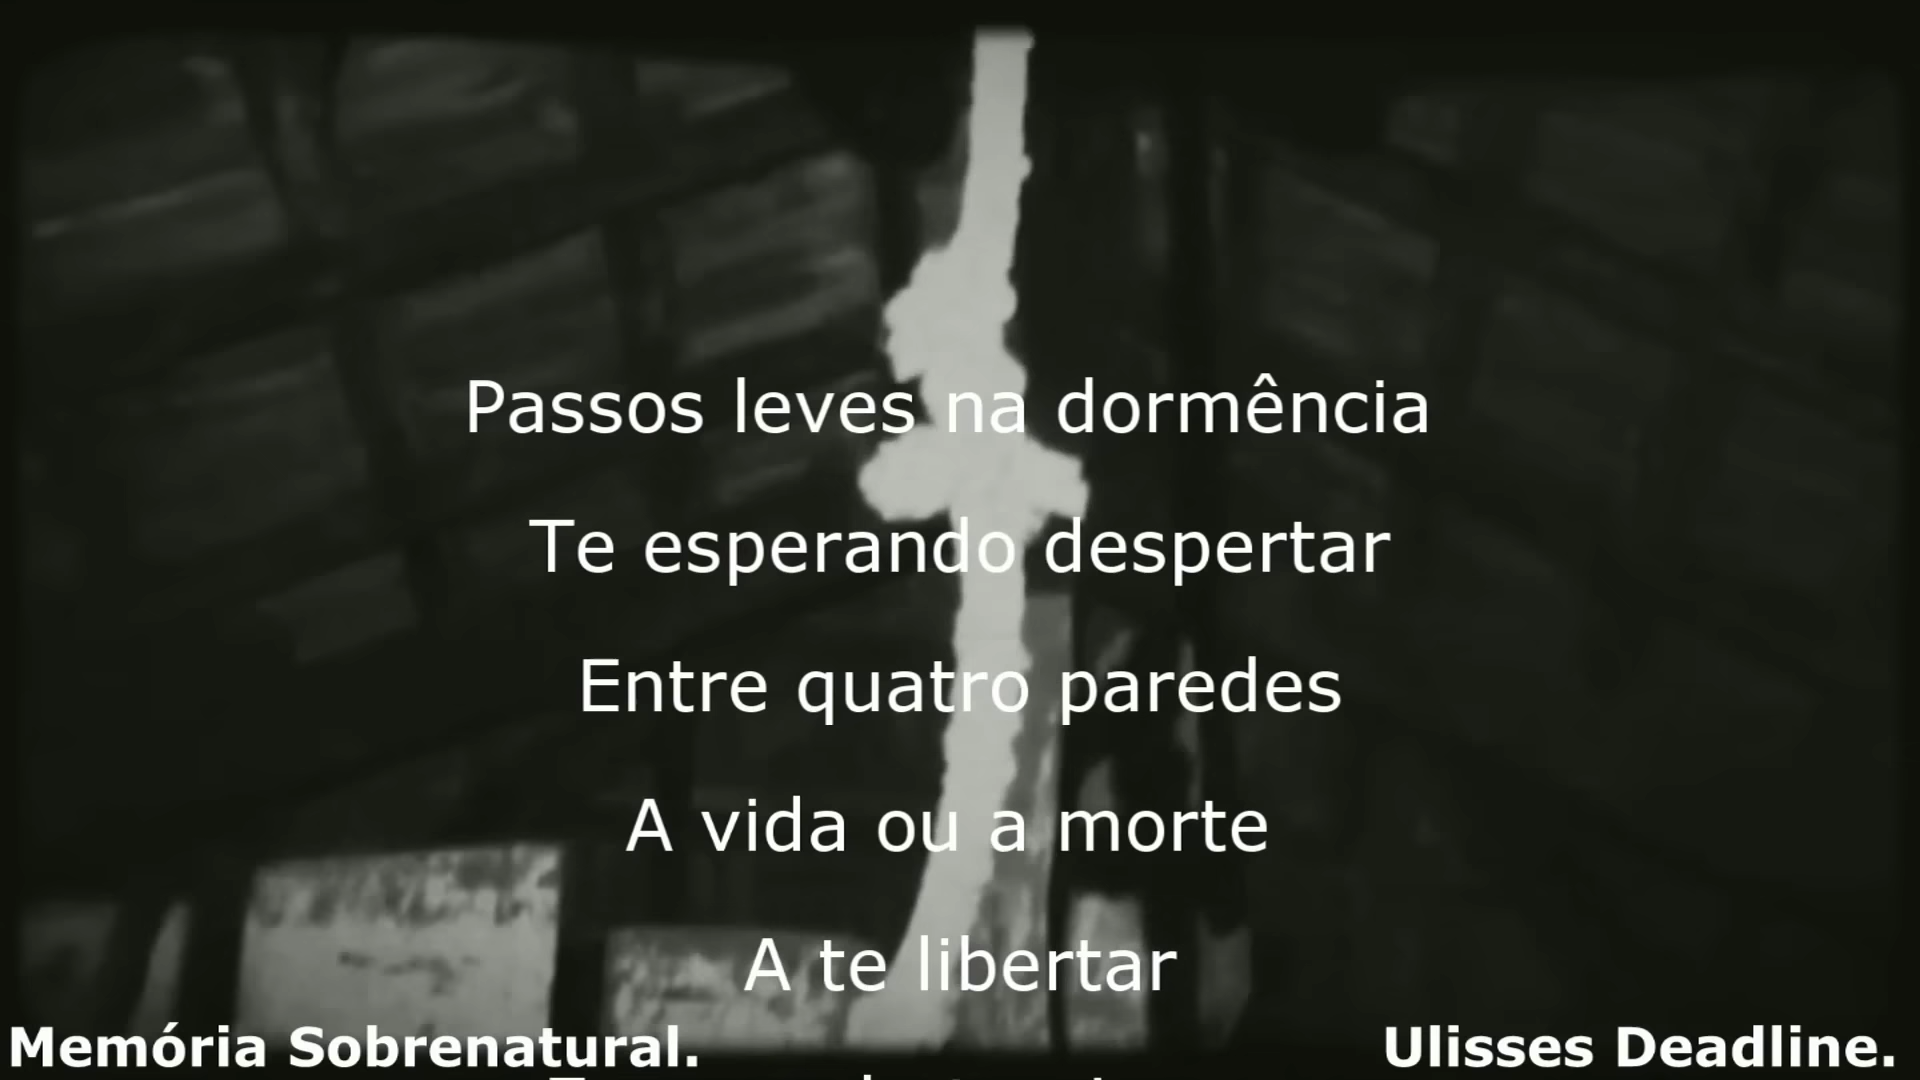 Passos leves na dormência
Te esperando despertar
Entre quatro paredes
A vida ou a morte
A te libertar
Memória Sobrenatural.
Ulisses Deadline.